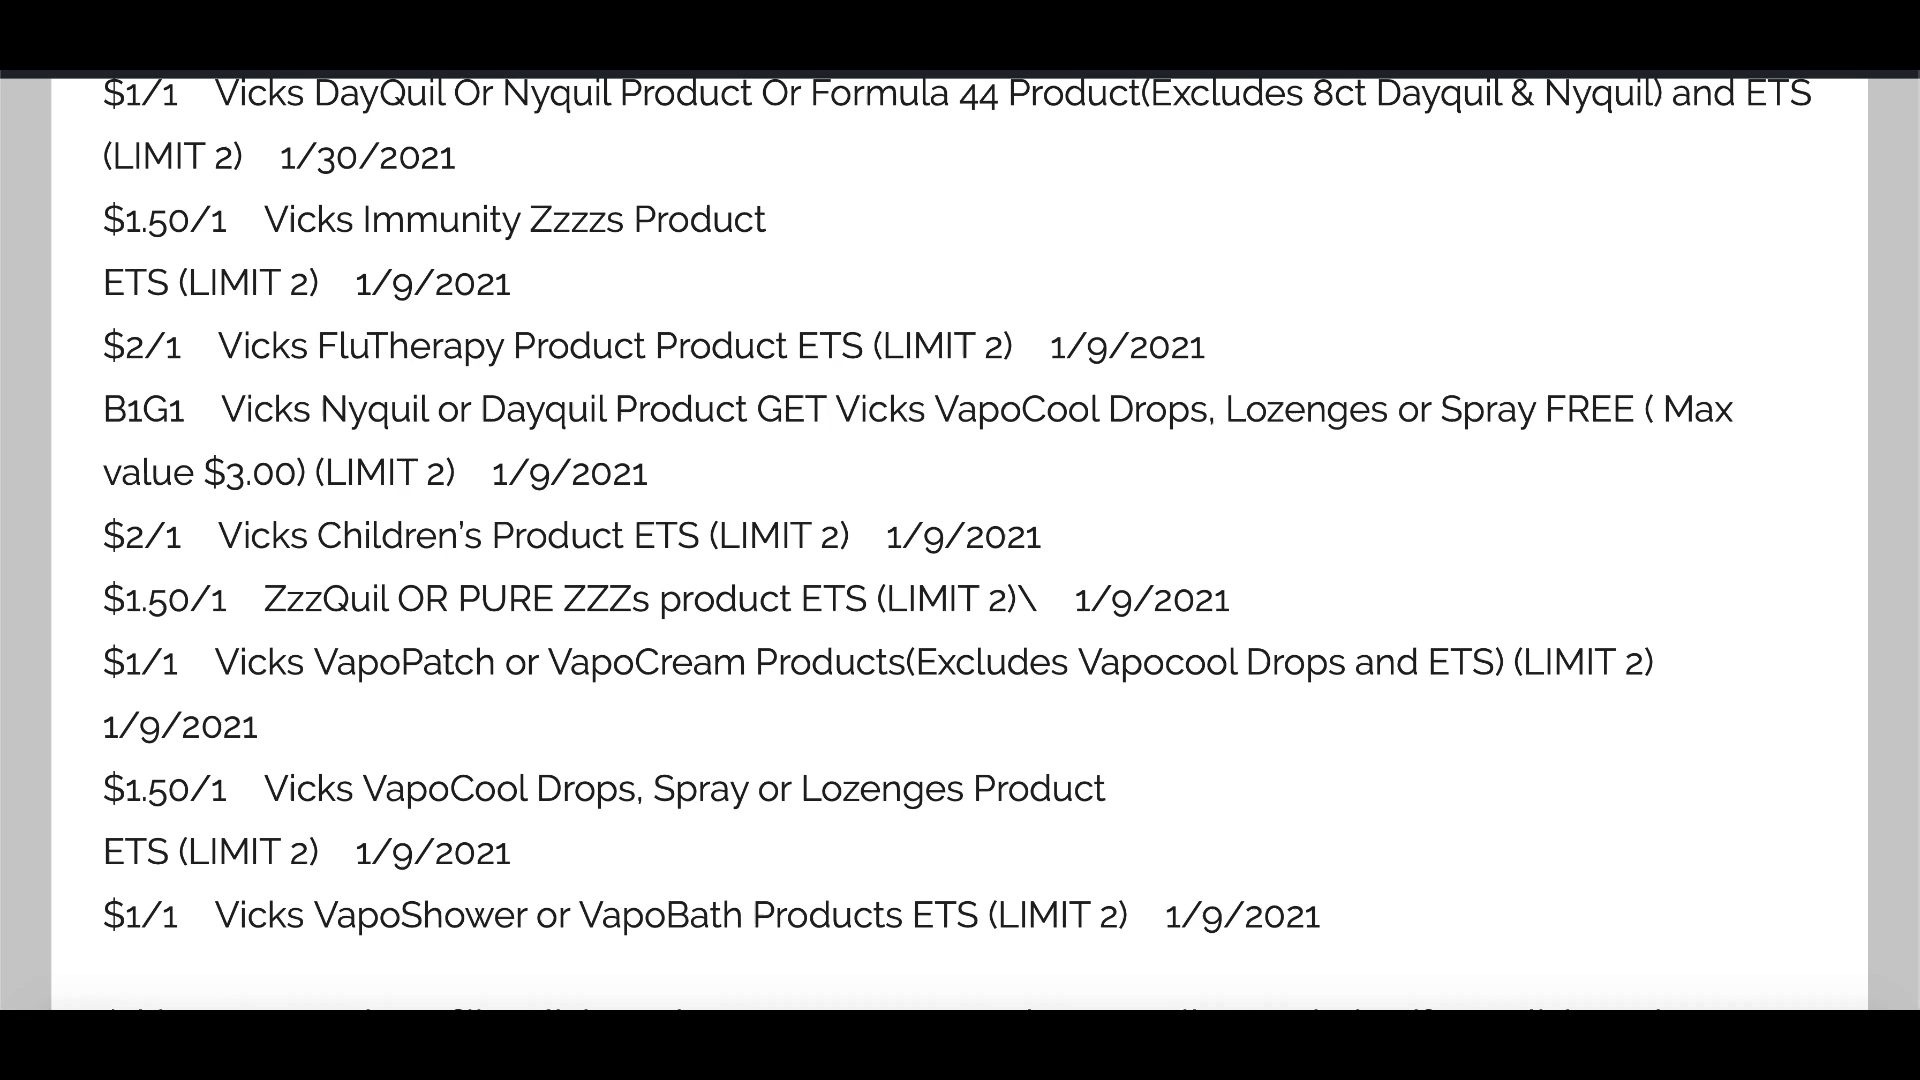 $1/1 Vicks DayQuil Or Nyquil Product Or Formula 44 Product(Excludes 8ct Dayquil & Nyquil) and ETS
(LIMIT 2) 1/30/2021
$1.50/1 Vicks Immunity Zzzzs Product
ETS (LIMIT 2) 1/9/2021
$2/1 Vicks FluTherapy Product Product ETS (LIMIT 2) 1/9/2021
B1G1 Vicks Nyquil or Dayquil Product GET Vicks VapoCool Drops, Lozenges or Spray FREE ( Max
value $3.00) (LIMIT 2) 1/9/2021
$2/1 Vicks Children’s Product ETS (LIMIT 2) 1/9/2021
$1.50/1 ZzzQuil OR PURE ZZZs product ETS (LIMIT 2)\ 1/9/2021
$1/1 Vicks VapoPatch or VapoCream Products(Excludes Vapocool Drops and ETS) (LIMIT 2)
1/9/2021
$1.50/1 Vicks VapoCool Drops, Spray or Lozenges Product
ETS (LIMIT 2) 1/9/2021
$1/1 Vicks VapoShower or VapoBath Products ETS (LIMIT 2) 1/9/2021